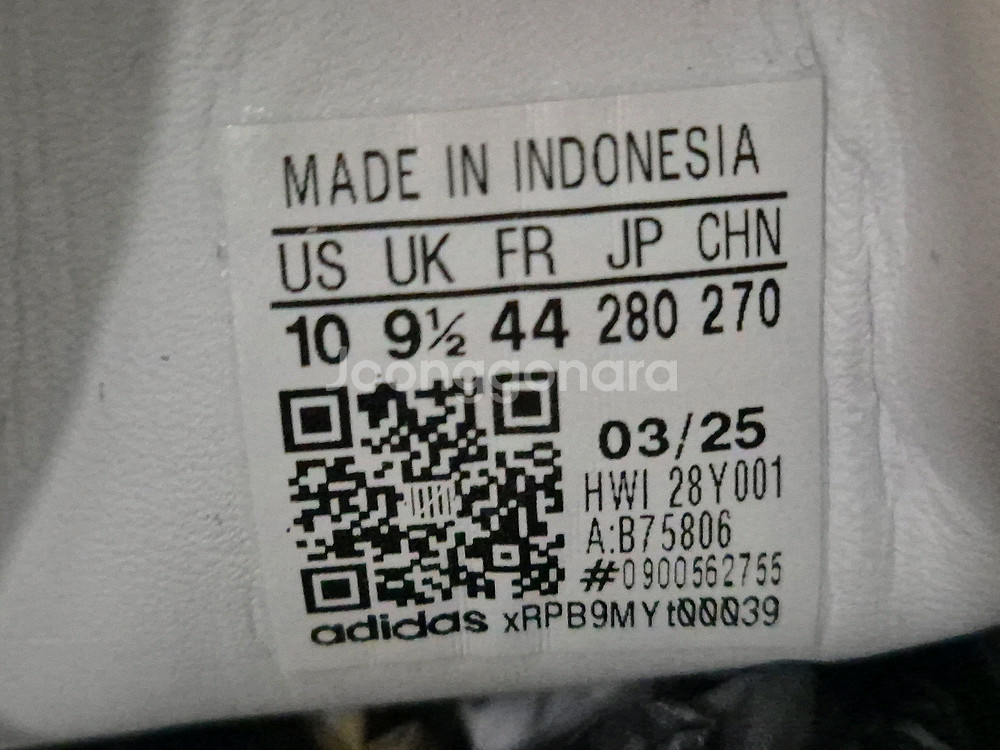 MADE IN INDONESIA
US UK FR JP CHN
10 9½ 44 280 270
Joonggonara
03/25
HWI 28Y001
A:B75806
#0900562755
adidas xRPB9MYt00039